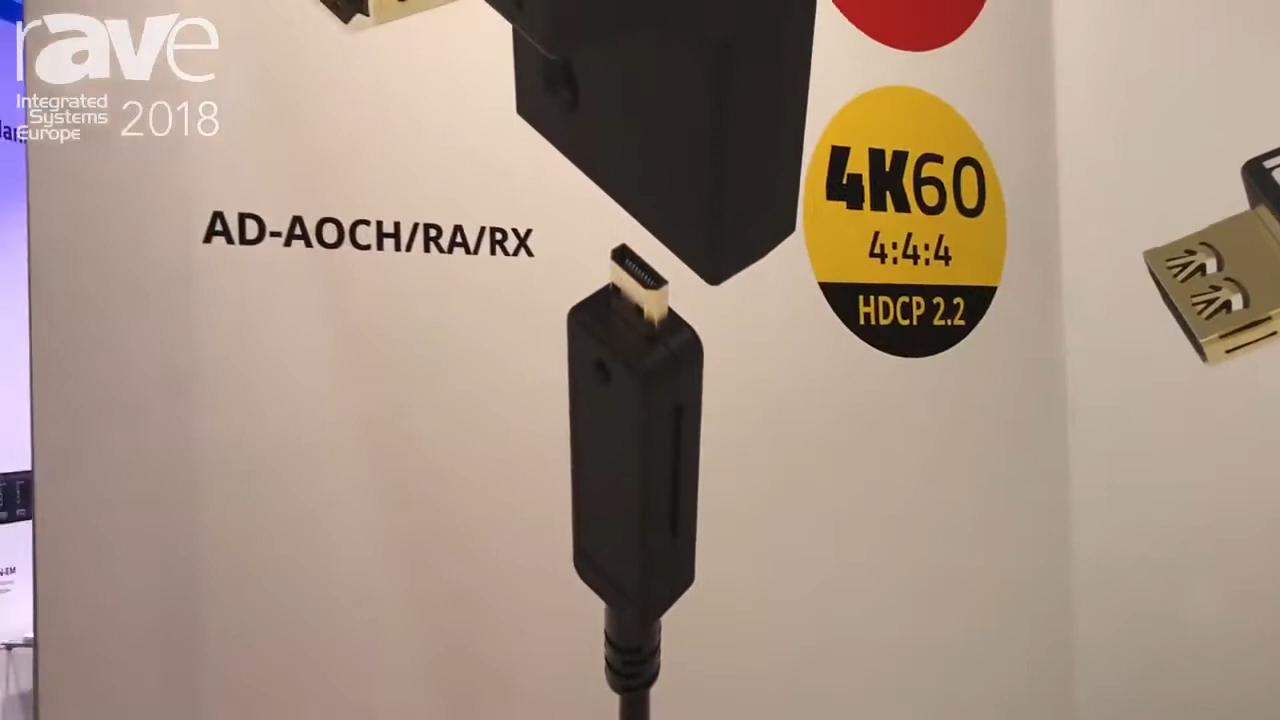 rave
Integrated
Systems
Europe
2018
AD-AOCH/RA/RX
4K60
4:4:4
HDCP 2.2